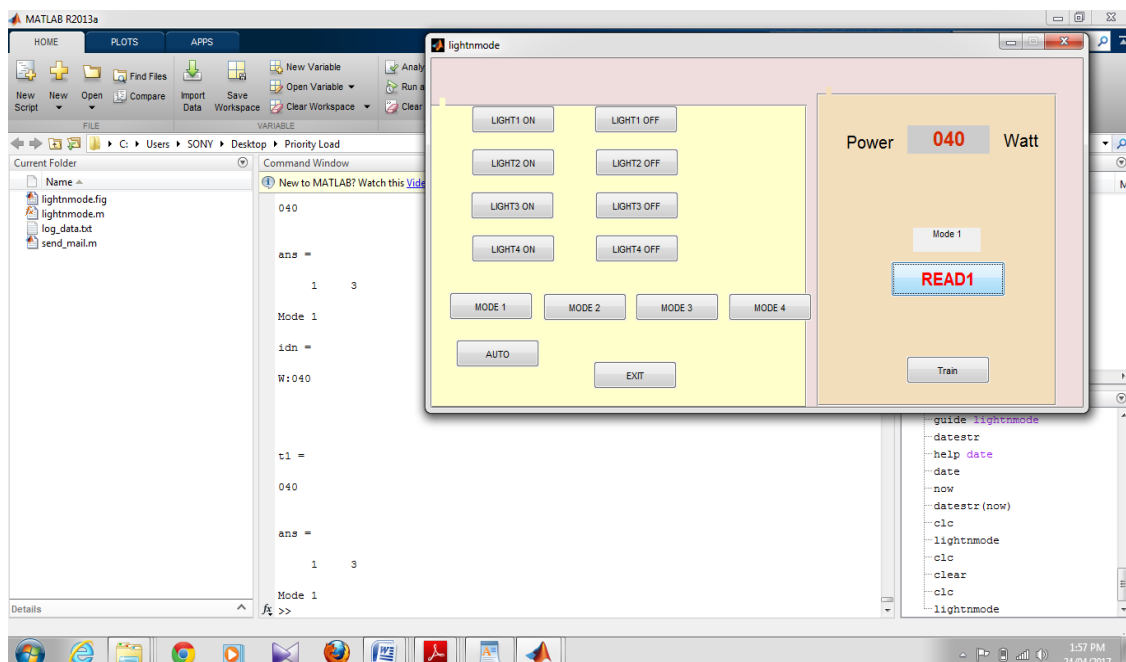 MATLAB R2013a
HOME PLOTS APPS
New Script
New
Open
Find Files
Compare
Import Data
Save Workspace
New Variable
Open Variable
Clear Workspace
Clear
FILE VARIABLE
C: Users SONY Desktop Priority Load
Current Folder
Name
lightnmode.fig
lightnmode.m
log_data.txt
send_mail.m
Details
Command Window
New to MATLAB? Watch this
040
ans =
1 3
Mode 1
idn =
W:040
t1 =
040
ans =
1 3
Mode 1
fx >>
lightnmode
LIGHT1 ON LIGHT1 OFF
LIGHT2 ON LIGHT2 OFF
LIGHT3 ON LIGHT3 OFF
LIGHT4 ON LIGHT4 OFF
MODE 1 MODE 2 MODE 3 MODE 4
AUTO
EXIT
Power 040 Watt
Mode 1
READ1
Train
guide lightnmode
datestr
help date
date
now
datestr(now)
clc
lightnmode
clc
clear
clc
lightnmode
1:57 PM
24/04/2017